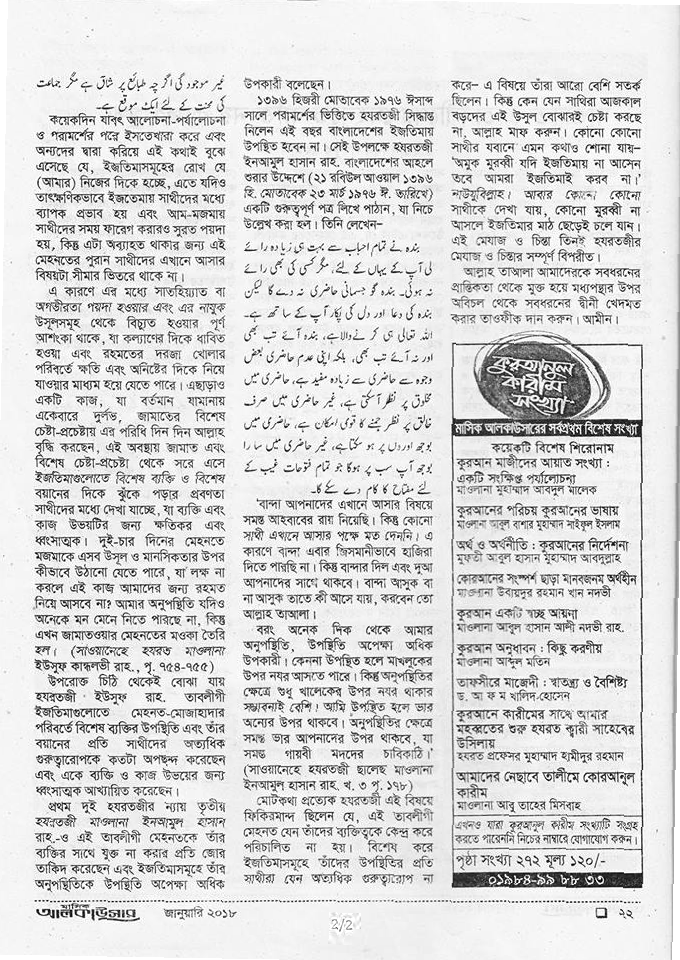 غیر موجودگی اگرچہ طبائع پر شاق ہے مگر جماعت
کی محنت کے لئے ایک موقع ہے۔
কয়েকদিন যাবৎ আলোচনা-পর্যালোচনা
ও পরামর্শের পরে ইসতেখারা করে এবং
অন্যদের দ্বারা করিয়ে এই কথাই বুঝে
এসেছে যে, ইজতিমাসমূহের রোখ যে
(আমার) নিজের দিকে হচ্ছে, এতে যদিও
তাৎক্ষণিকভাবে ইজতেমায় সাথীদের মধ্যে
ব্যাপক প্রভাব হয় এবং আম-মজমায়
সাথীদের সময় ফারেগ করারও সুরত পয়দা
হয়, কিন্তু এটা অব্যাহত থাকার জন্য এই
মেহনতের পুরান সাথীদের এখানে আসার
বিষয়টা সীমার ভিতরে থাকে না।
এ কারণে এর মধ্যে সাতহিয়্যাত বা
অগভীরতা পয়দা হওয়ার এবং এর নাযুক
উসূলসমূহ থেকে বিচ্যুত হওয়ার পূর্ণ
আশংকা থাকে, যা কল্যাণের দিকে ধাবিত
হওয়া এবং রহমতের দরজা খোলার
পরিবর্তে ক্ষতি এবং অনিষ্টের দিকে নিয়ে
যাওয়ার মাধ্যম হয়ে যেতে পারে। এছাড়াও
একটি কাজ, যা বর্তমান যামানায়
একেবারে দুর্লভ, জামাতের বিশেষ
চেষ্টা-প্রচেষ্টায় এর পরিধি দিন দিন আল্লাহ
বৃদ্ধি করছেন, এই অবস্থায় জামাত এবং
বিশেষ চেষ্টা-প্রচেষ্টা থেকে সরে এসে
ইজতিমাগুলোতে বিশেষ ব্যক্তি ও বিশেষ
বয়ানের দিকে ঝুঁকে পড়ার প্রবণতা
সাথীদের মধ্যে দেখা যাচ্ছে, যা ব্যক্তি এবং
কাজ উভয়টির জন্য ক্ষতিকর এবং
ধ্বংসাত্মক। দুই-চার দিনের মেহনতে
মজমাকে এসব উসূল ও মানসিকতার উপর
কীভাবে উঠানো যেতে পারে, যা লক্ষ না
করলে এই কাজ আমাদের জন্য রহমত
নিয়ে আসবে না? আমার অনুপস্থিতি যদিও
অনেকে মন মেনে নিতে পারছে না, কিন্তু
এখন জামাতওয়ার মেহনতের মওকা তৈরি
হল। (সাওয়ানেহে হযরত মাওলানা
ইউসুফ কান্ধলভী রাহ., পৃ. ৭৫৪-৭৫৫)
উপরোক্ত চিঠি থেকেই বোঝা যায়
হযরতজী ইউসুফ রাহ. তাবলীগী
ইজতিমাগুলোতে মেহনত-মোজাহাদার
পরিবর্তে বিশেষ ব্যক্তির উপস্থিতি এবং তাঁর
বয়ানের প্রতি সাথীদের অত্যধিক
গুরুত্বারোপকে কতটা অপছন্দ করেছেন
এবং একে ব্যক্তি ও কাজ উভয়ের জন্য
ধ্বংসাত্মক আখ্যায়িত করেছেন।
প্রথম দুই হযরতজীর ন্যায় তৃতীয়
হযরতজী মাওলানা ইনআমুল হাসান
রাহ.-ও এই তাবলীগী মেহনতকে তাঁর
ব্যক্তির সাথে যুক্ত না করার প্রতি জোর
তাকিদ করেছেন এবং ইজতিমাসমূহে তাঁর
অনুপস্থিতিকে উপস্থিতি অপেক্ষা অধিক
উপকারী বলেছেন।
১৩৯৬ হিজরী মোতাবেক ১৯৭৬ ঈসাব্দ
সালে পরামর্শের ভিত্তিতে হযরতজী সিদ্ধান্ত
নিলেন এই বছর বাংলাদেশের ইজতিমায়
উপস্থিত হবেন না। সেই উপলক্ষে হযরতজী
ইনআমুল হাসান রাহ. বাংলাদেশের আহলে
শুরার উদ্দেশ্যে (২১ রবিউল আওয়াল ১৩৯৬
হি. মোতাবেক ২৩ মার্চ ১৯৭৬ ঈ. তারিখে)
একটি গুরুত্বপূর্ণ পত্র লিখে পাঠান, যা নিচে
উল্লেখ করা হল। তিনি লেখেন–
بندہ نے تمام احباب سے بہت ہی زیادہ رائے
لی آپ کے یہاں کے لئے، مگر کسی کی بھی رائے
نہ ہوئی۔ بندہ گو جسمانی حاضری نہ دے گا لیکن
بندہ کی دعا اور دل کی پکار آپ کے ساتھ ہے۔
اللہ تعالی ہی کرنے والا ہے، بندہ آئے تب بھی
اور نہ آئے تب بھی، بلکہ اپنی عدم حاضری بعض
وجوہ سے حاضری سے زیادہ مفید ہے، حاضری میں
مخلوق پر نظر آسکتی ہے، غیر حاضری میں صرف
خالق پر نظر جمنے کا قوی امکان ہے، حاضری میں
بوجھ اوروں پر ہو سکتا ہے، غیر حاضری میں سارا
بوجھ آپ سب پر ہوگا جو تمام فتوحات غیب کے
لئے مفتاح کا کام دے سکے گا۔
'বান্দা আপনাদের এখানে আসার বিষয়ে
সমস্ত আহবাবের রায় নিয়েছি। কিন্তু কোনো
সাথী এখানে আসার পক্ষে মত দেননি। এ
কারণে বান্দা এবার জিসমানীভাবে হাজিরা
দিতে পারছি না। কিন্তু বান্দার দিল এবং দুআ
আপনাদের সাথে থাকবে। বান্দা আসুক বা
না আসুক তাতে কী আসে যায়, করবেন তো
আল্লাহ তাআলা।
বরং অনেক দিক থেকে আমার
অনুপস্থিতি, উপস্থিতি অপেক্ষা অধিক
উপকারী। কেননা উপস্থিত হলে মাখলুকের
উপর নযর আসতে পারে। কিন্তু অনুপস্থিতির
ক্ষেত্রে শুধু খালেকের উপর নযর থাকার
সম্ভাবনাই বেশি। আমি উপস্থিত হলে ভার
অন্যের উপর থাকবে। অনুপস্থিতির ক্ষেত্রে
সমস্ত ভার আপনাদের উপর থাকবে, যা
সমস্ত গায়বী মদদের চাবিকাঠি।'
(সাওয়ানেহে হযরতজী ছালেছ মাওলানা
ইনআমুল হাসান রাহ. খ. ৩ পৃ. ১৭৮)
মোটকথা প্রত্যেক হযরতজী এই বিষয়ে
ফিকিরমান্দ ছিলেন যে, এই তাবলীগী
মেহনত যেন তাঁদের ব্যক্তিত্বকে কেন্দ্র করে
পরিচালিত না হয়। বিশেষ করে
ইজতিমাসমূহে তাঁদের উপস্থিতির প্রতি
সাথীরা যেন অত্যধিক গুরুত্বারোপ না
করে– এ বিষয়ে তাঁরা আরো বেশি সতর্ক
ছিলেন। কিন্তু কেন যেন সাথিরা আজকাল
বড়দের এই উসূল বোঝারই চেষ্টা করছে
না, আল্লাহ মাফ করুন। কোনো কোনো
সাথীর যবানে এমন কথাও শোনা যায়–
'অমুক মুরব্বী যদি ইজতিমায় না আসেন
তবে আমরা ইজতিমাই করব না।'
নাউযুবিল্লাহ। আবার কোনো কোনো
সাথীকে দেখা যায়, কোনো মুরব্বী না
আসলে ইজতিমার মাঠ ছেড়েই চলে যান।
এই মেযাজ ও চিন্তা তিনই হযরতজীর
মেযাজ ও চিন্তার সম্পূর্ণ বিপরীত।
আল্লাহ তাআলা আমাদেরকে সবধরনের
প্রান্তিকতা থেকে মুক্ত হয়ে মধ্যপন্থার উপর
অবিচল থেকে সবধরনের দ্বীনী খেদমত
করার তাওফীক দান করুন। আমীন।
কুরআনুল
কারীম
সংখ্যা
মাসিক আলকাউসারের সর্বপ্রথম বিশেষ সংখ্যা
কয়েকটি বিশেষ শিরোনাম
কুরআন মাজীদের আয়াত সংখ্যা :
একটি সংক্ষিপ্ত পর্যালোচনা
মাওলানা মুহাম্মাদ আবদুল মালেক
কুরআনের পরিচয় কুরআনের ভাষায়
মাওলানা আবুল বাশার মুহাম্মাদ সাইফুল ইসলাম
অর্থ ও অর্থনীতি : কুরআনের নির্দেশনা
মুফতী আবুল হাসান মুহাম্মাদ আবদুল্লাহ
কোরআনের সংস্পর্শ ছাড়া মানবজনম অর্থহীন
মাওলানা উবায়দুর রহমান খান নদভী
কুরআন একটি স্বচ্ছ আয়না
মাওলানা আবুল হাসান আলী নদভী রাহ.
কুরআন অনুধাবন : কিছু করণীয়
মাওলানা আব্দুল মতিন
তাফসীরে মাজেদী : স্বাতন্ত্র্য ও বৈশিষ্ট্য
ড. আ ফ ম খালিদ-হোসেন
কুরআনে কারীমের সাথে আমার
মহব্বতের শুরু হযরত ক্বারী সাহেবের
উসিলায়
হযরত প্রফেসর মুহাম্মাদ হামীদুর রহমান
আমাদের নেছাবে তালীমে কোরআনুল
কারীম
মাওলানা আবু তাহের মিসবাহ
এখনও যারা কুরআনুল কারীম সংখ্যাটি সংগ্রহ
করতে পারেননি নিচের নাম্বারে যোগাযোগ করুন।
পৃষ্ঠা সংখ্যা ২৭২ মূল্য ১২০/-
০১৯৮৪-৯৯ ৮৮ ৩৩
মাসিক
আলকাউসার জানুয়ারি ২০১৮
2/2
২২